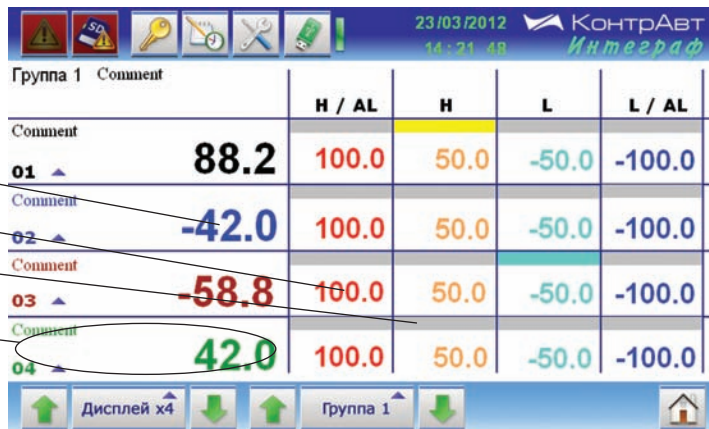 SD
23/03/2012 КонтрАвт
14:21 48 Интеграф
Группа 1 Comment
H / AL H L L / AL
Comment
01 88.2 100.0 50.0 -50.0 -100.0
Comment
02 -42.0 100.0 50.0 -50.0 -100.0
Comment
03 -58.8 100.0 50.0 -50.0 -100.0
Comment
04 42.0 100.0 50.0 -50.0 -100.0
Дисплей x4 Группа 1